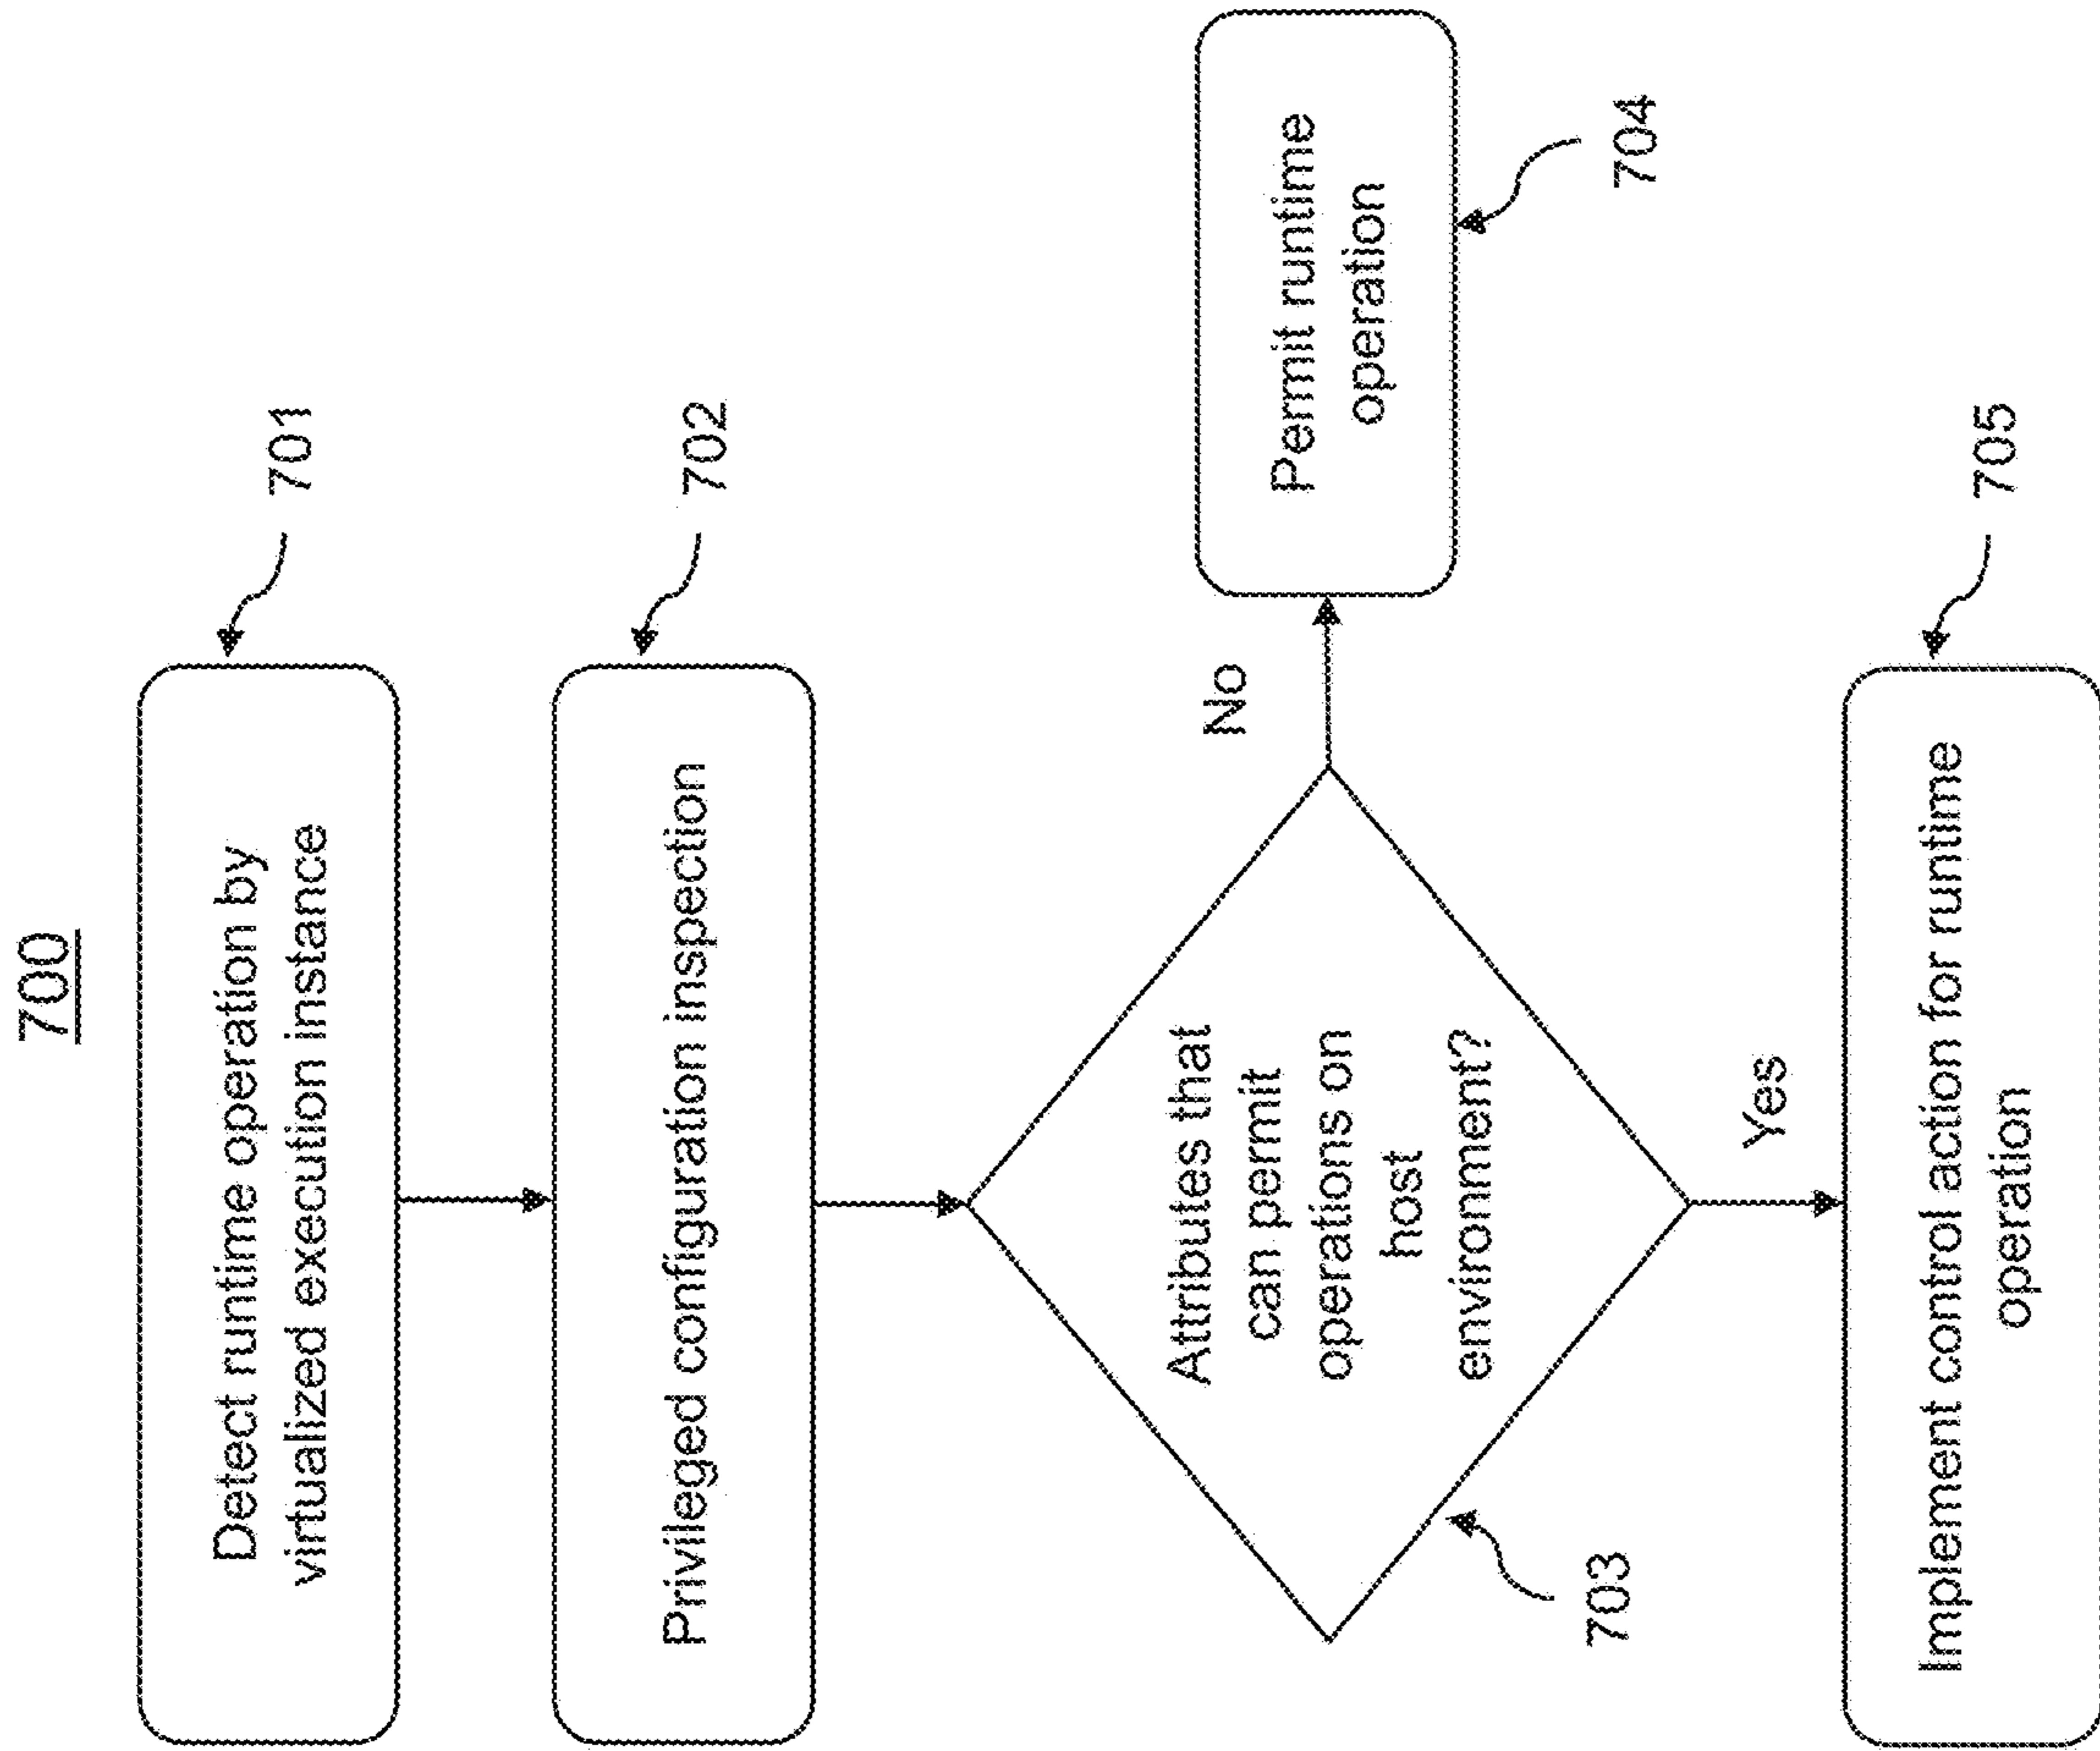 700
Detect runtime operation by
virtualized execution instance
701
Privileged configuration inspection
702
Attributes that
can permit
operations on
host
environment?
703
No
Permit runtime
operation
704
Yes
Implement control action for runtime
operation
705